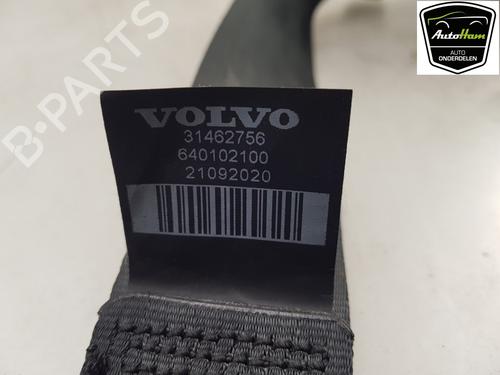 VOLVO
31462756
640102100
21092020
AutoHam
AUTO
ONDERDELEN
B-PARTS